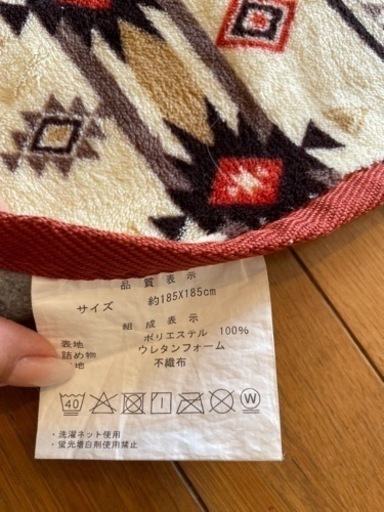 品質表示
サイズ 約185X185cm
組成表示
表地 ポリエステル 100%
詰め物 ウレタンフォーム
地 不織布
40 W
・洗濯ネット使用
・蛍光増白剤使用禁止